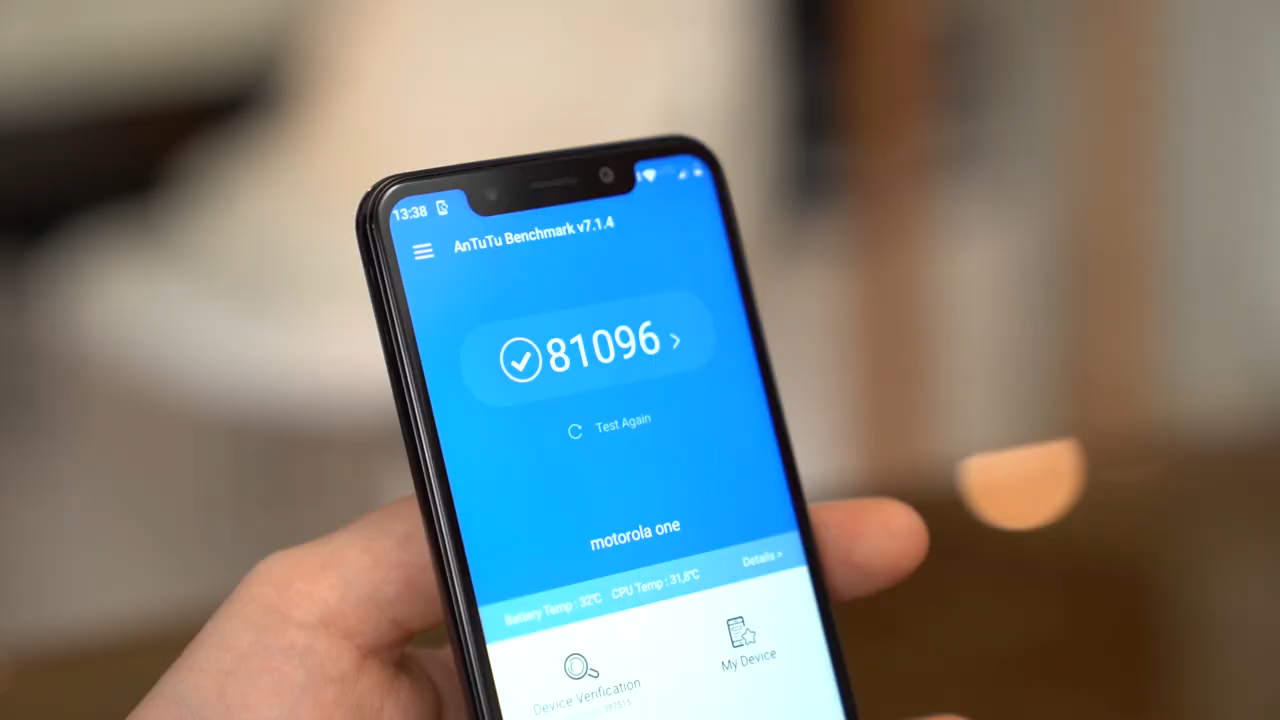 13:38
AnTuTu Benchmark v7.1.4
81096 >
Test Again
motorola one
Battery Temp : 32°C CPU Temp : 31,8°C Details >
My Device
Device Verification